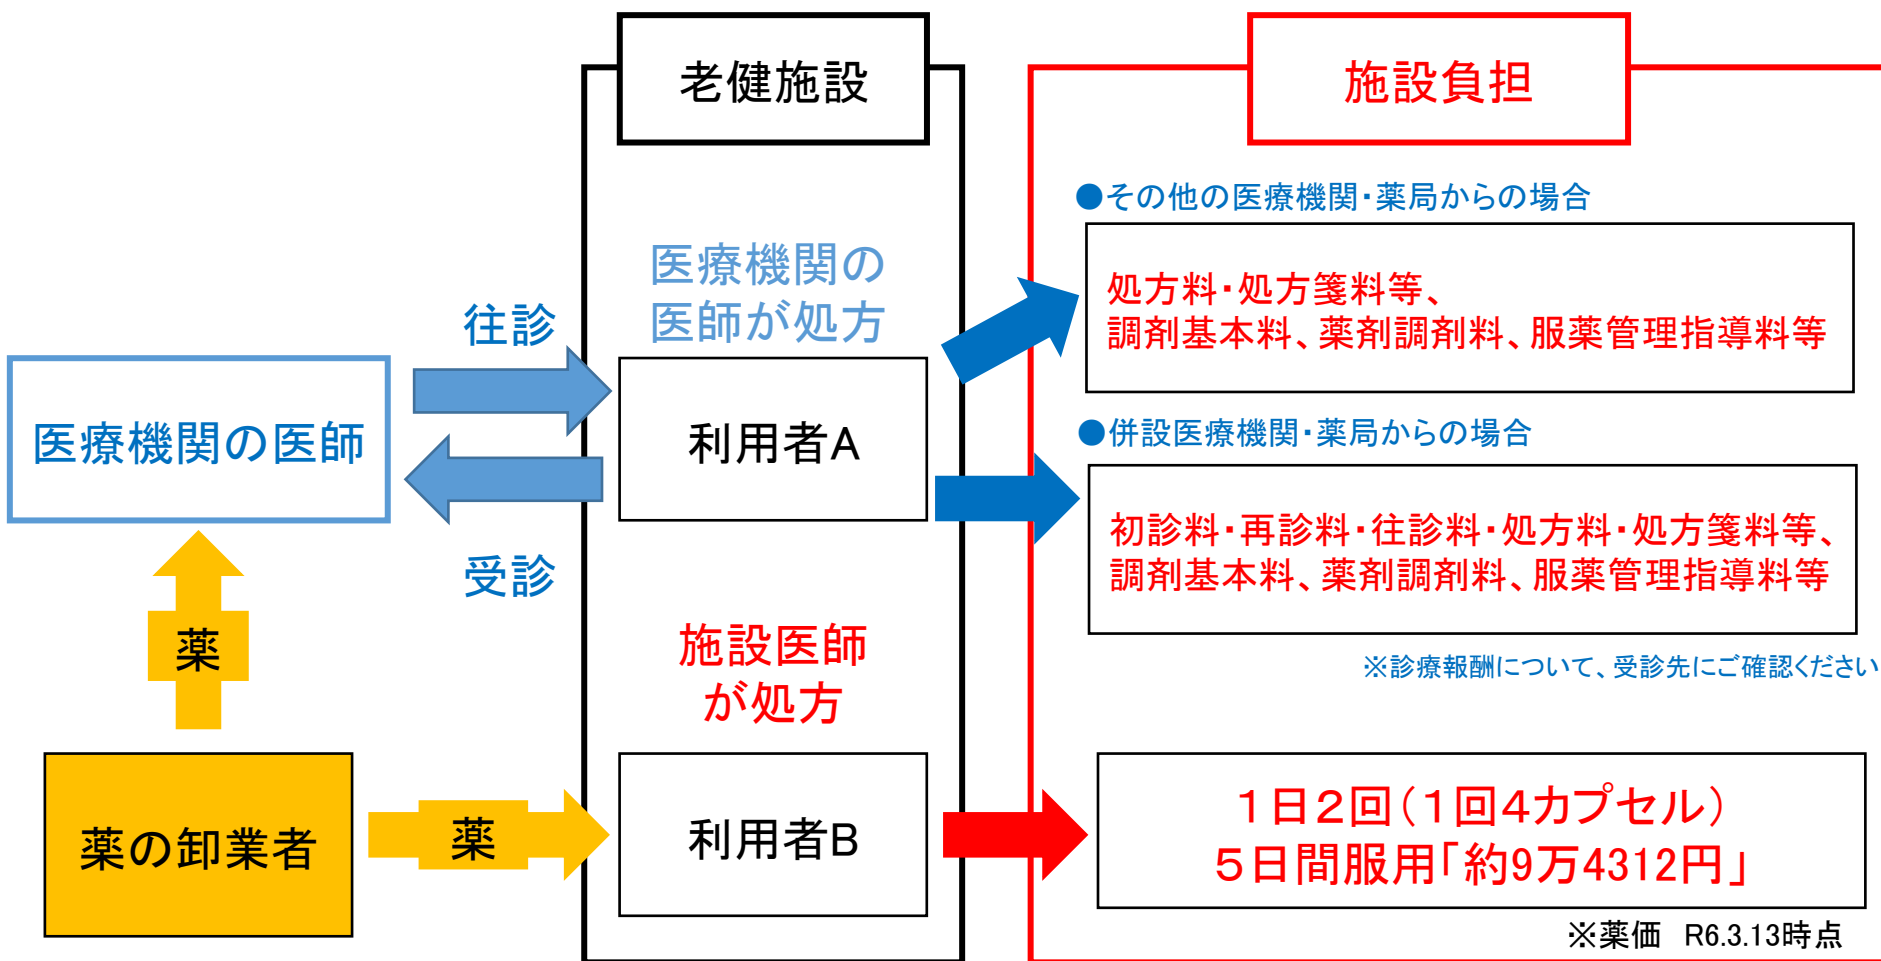 老健施設
施設負担
●その他の医療機関・薬局からの場合
処方料・処方箋料等、
調剤基本料、薬剤調剤料、服薬管理指導料等
医療機関の
医師が処方
往診
医療機関の医師
利用者A
受診
●併設医療機関・薬局からの場合
初診料・再診料・往診料・処方料・処方箋料等、
調剤基本料、薬剤調剤料、服薬管理指導料等
※診療報酬について、受診先にご確認ください
薬
施設医師
が処方
薬の卸業者
薬
利用者B
１日２回（１回４カプセル）
５日間服用「約9万4312円」
※薬価　R6.3.13時点